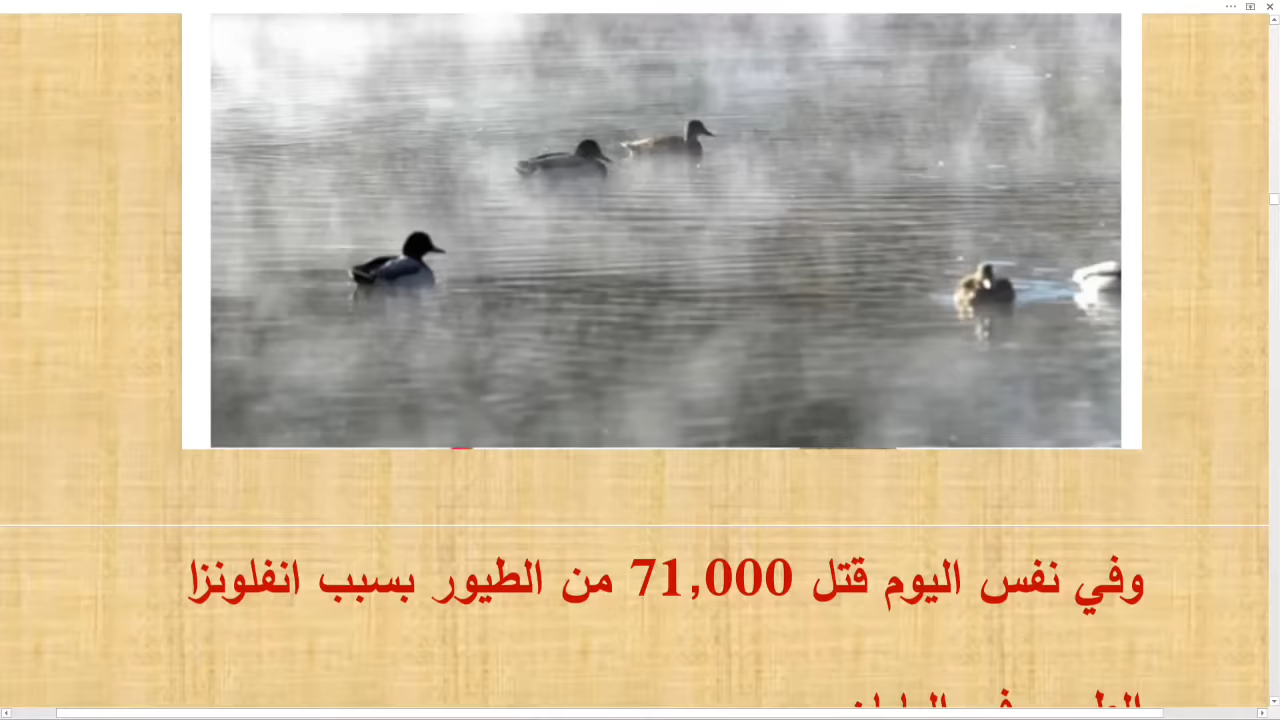 وفي نفس اليوم قتل 71,000 من الطيور بسبب انفلونزا